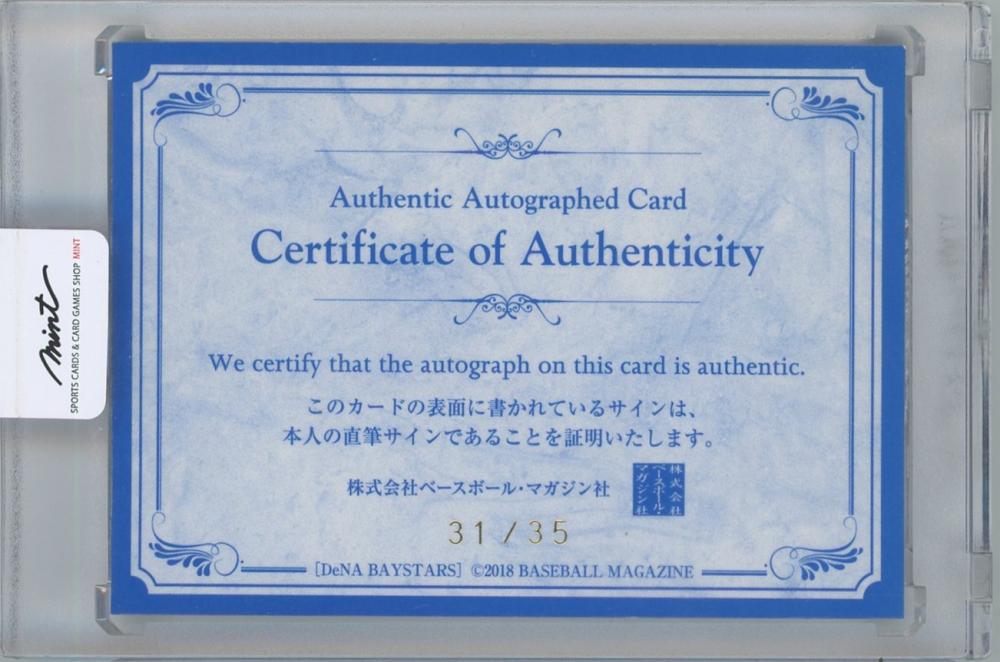 Authentic Autographed Card
Certificate of Authenticity
We certify that the autograph on this card is authentic.
このカードの表面に書かれているサインは、
本人の直筆サインであることを証明いたします。
株式会社ベースボール・マガジン社
株式会社
ベースボール・
マガジン社
31/35
[DeNA BAYSTARS] ©2018 BASEBALL MAGAZINE
mint
SPORTS CARDS & CARD GAMES SHOP MINT